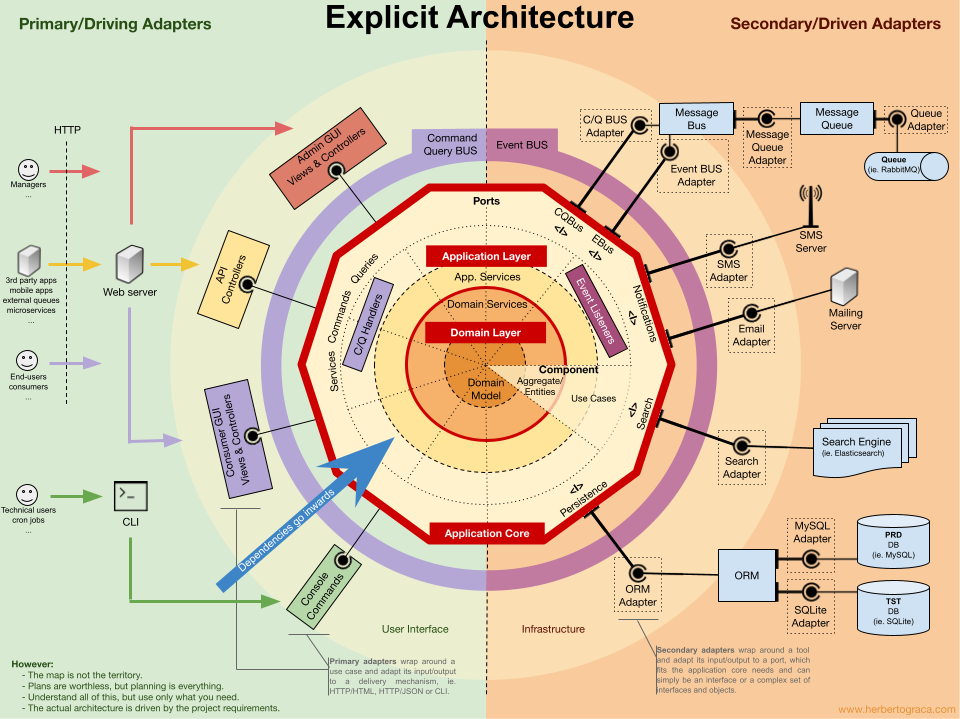 Explicit Architecture
Primary/Driving Adapters
Secondary/Driven Adapters
HTTP
Managers
...
3rd party apps
mobile apps
external queues
microservices
...
End-users
consumers
...
Technical users
cron jobs
...
Web server
CLI
Admin GUI
Views & Controllers
API
Controllers
Consumer GUI
Views & Controllers
Console
Commands
Command
Query BUS
Event BUS
Ports
Application Layer
App. Services
Domain Services
Domain Layer
Domain
Model
Component
Aggregate/
Entities
Use Cases
Application Core
Queries
Commands
Services
C/Q Handlers
Event Listeners
CQBus
</>
EBus
</>
Notifications
</>
Search
</>
Persistence
</>
Dependencies go inwards
C/Q BUS
Adapter
Message
Bus
Event BUS
Adapter
Message
Queue
Adapter
Message
Queue
Queue
Adapter
Queue
(ie. RabbitMQ)
SMS
Server
SMS
Adapter
Mailing
Server
Email
Adapter
Search
Adapter
Search Engine
(ie. Elasticsearch)
MySQL
Adapter
PRD
DB
(ie. MySQL)
ORM
Adapter
ORM
SQLite
Adapter
TST
DB
(ie. SQLite)
User Interface
Infrastructure
Primary adapters wrap around a
use case and adapt its input/output
to a delivery mechanism, ie.
HTTP/HTML, HTTP/JSON or CLI.
Secondary adapters wrap around a tool
and adapt its input/output to a port, which
fits the application core needs and can
simply be an interface or a complex set of
interfaces and objects.
However:
- The map is not the territory.
- Plans are worthless, but planning is everything.
- Understand all of this, but use only what you need.
- The actual architecture is driven by the project requirements.
www.herbertograca.com